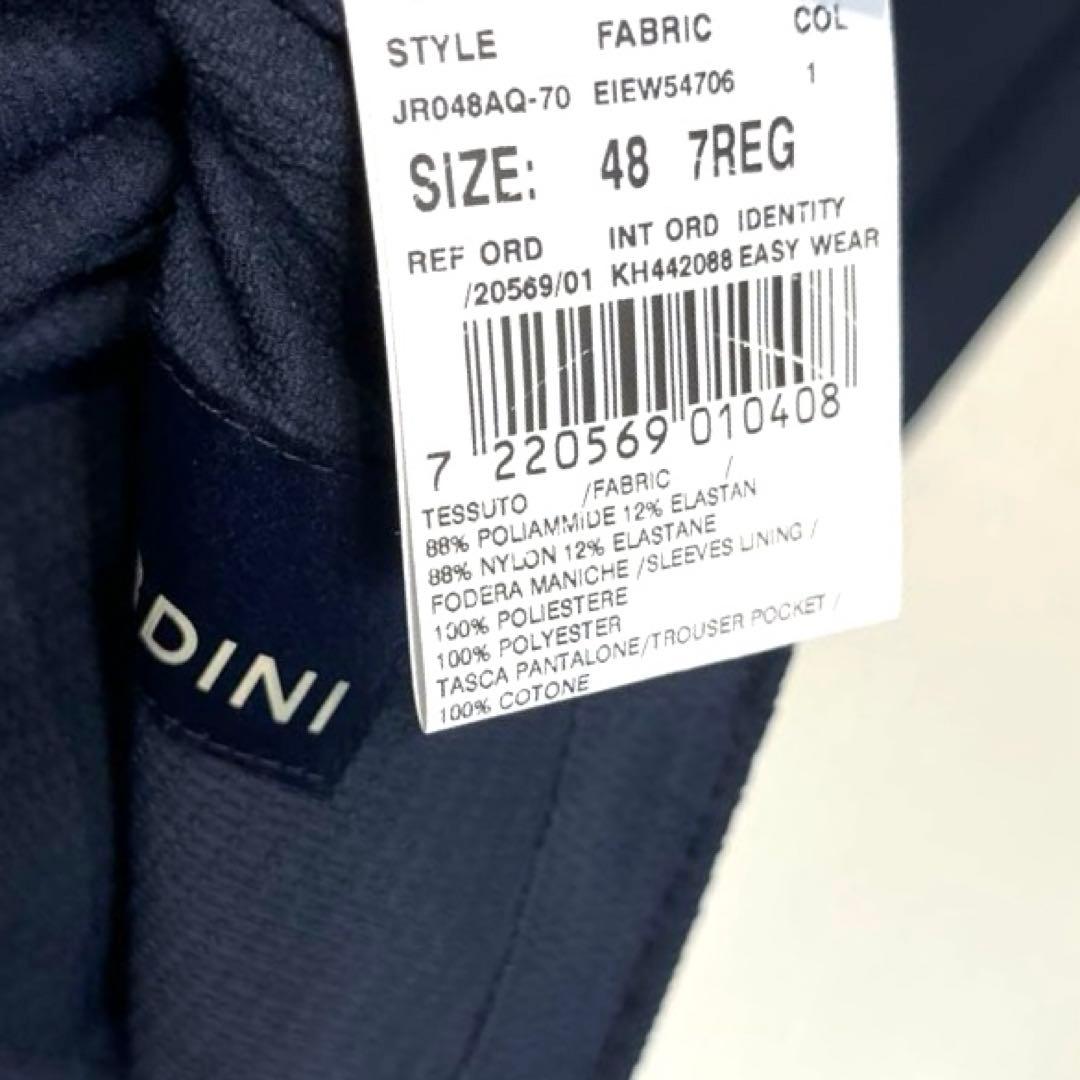 STYLE FABRIC COL
JR048AQ-70 EIEW54706 1
SIZE: 48 7REG
REF ORD INT ORD IDENTITY
/20569/01 KH442088 EASY WEAR
7 220569 010408
TESSUTO /FABRIC /
88% POLIAMMIDE 12% ELASTAN
88% NYLON 12% ELASTANE
FODERA MANICHE /SLEEVES LINING /
100% POLIESTERE
100% POLYESTER
TASCA PANTALONE/TROUSER POCKET /
100% COTONE
DINI